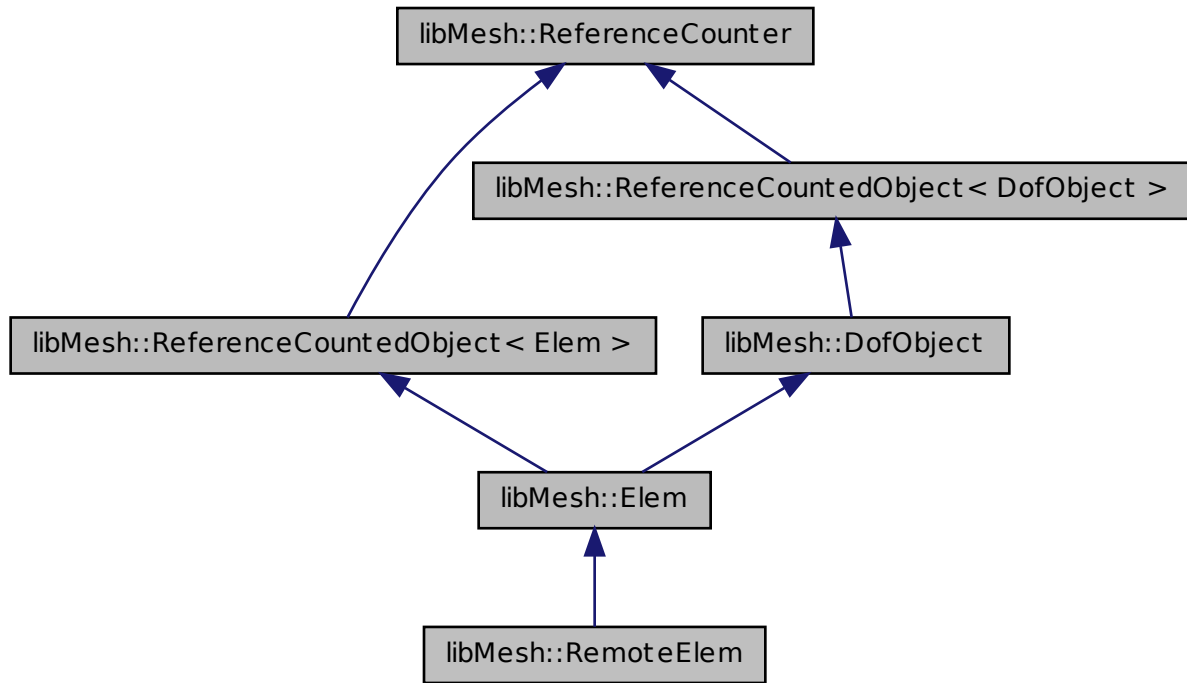 libMesh::ReferenceCounter
libMesh::ReferenceCountedObject< DofObject >
libMesh::ReferenceCountedObject< Elem >
libMesh::DofObject
libMesh::Elem
libMesh::RemoteElem